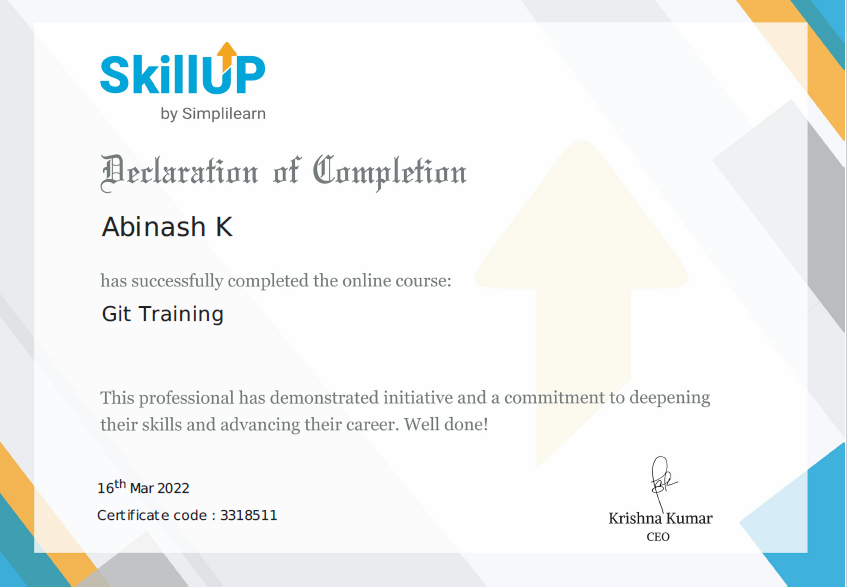 SkillUP
by Simplilearn
Declaration of Completion
Abinash K
has successfully completed the online course:
Git Training
This professional has demonstrated initiative and a commitment to deepening
their skills and advancing their career. Well done!
16th Mar 2022
Certificate code : 3318511
Krishna Kumar
CEO